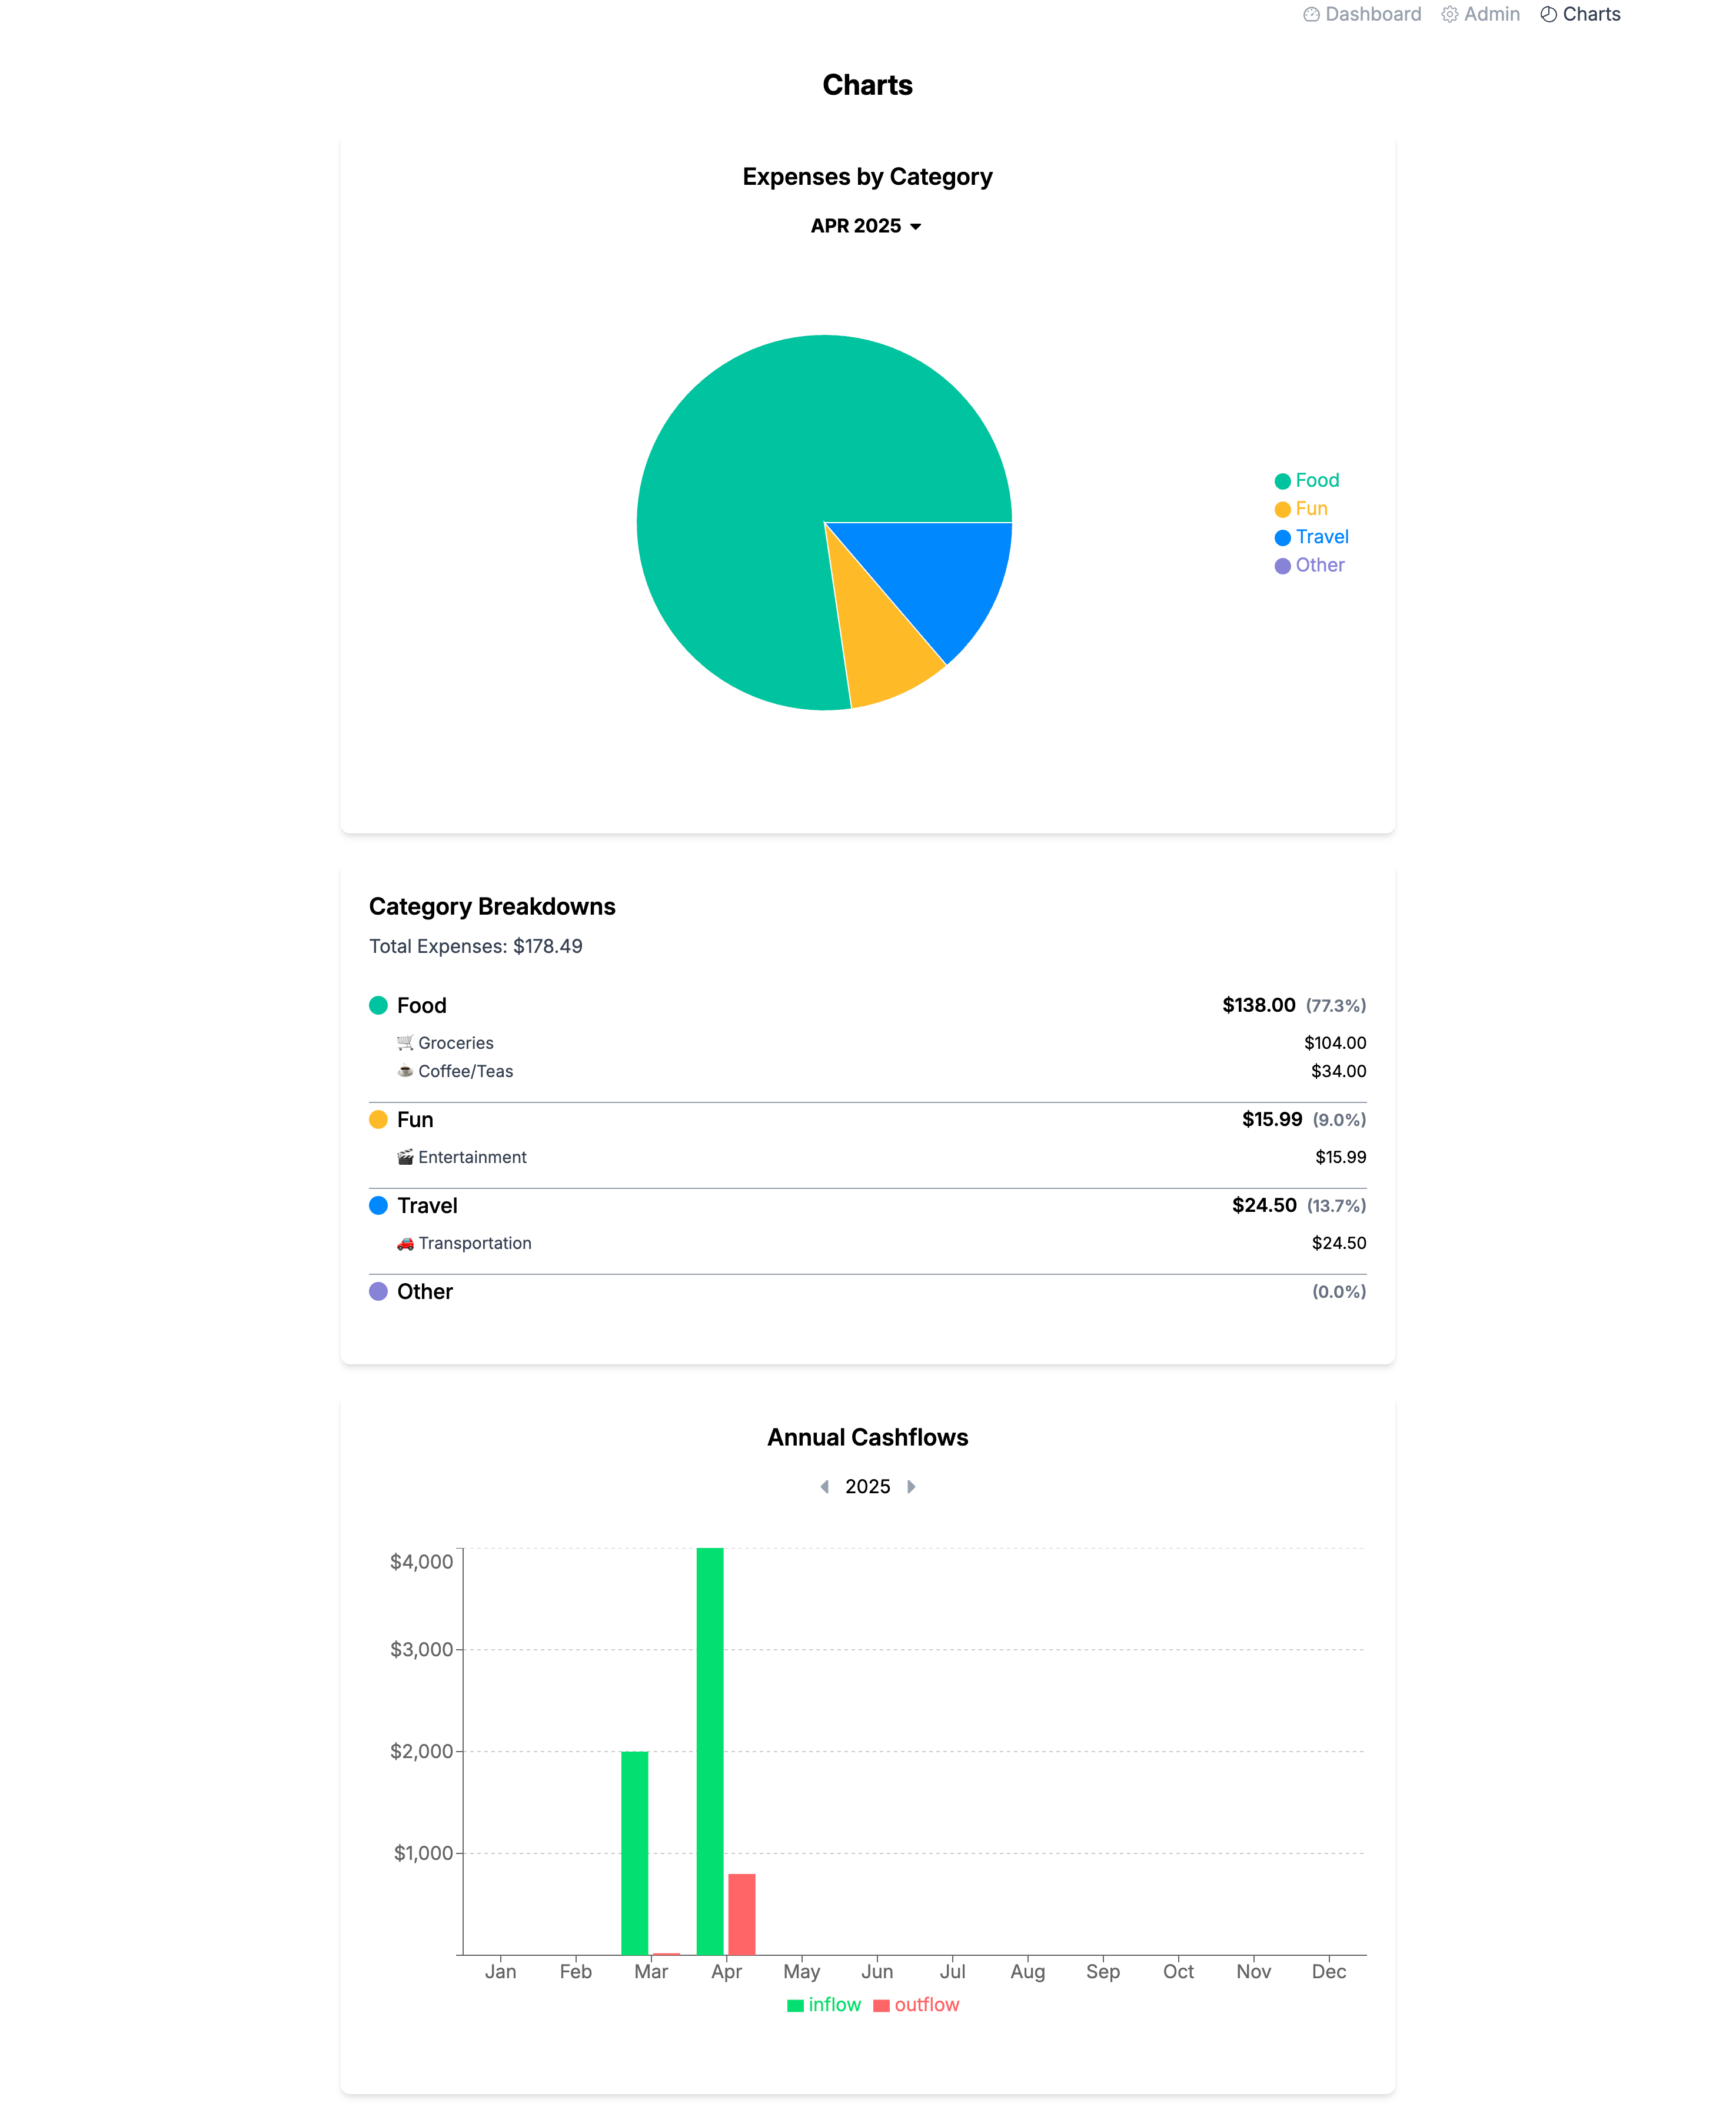 Dashboard Admin Charts
Charts
Expenses by Category
APR 2025
Food
Fun
Travel
Other
Category Breakdowns
Total Expenses: $178.49
Food $138.00 (77.3%)
Groceries $104.00
Coffee/Teas $34.00
Fun $15.99 (9.0%)
Entertainment $15.99
Travel $24.50 (13.7%)
Transportation $24.50
Other (0.0%)
Annual Cashflows
2025
$4,000
$3,000
$2,000
$1,000
Jan Feb Mar Apr May Jun Jul Aug Sep Oct Nov Dec
inflow outflow